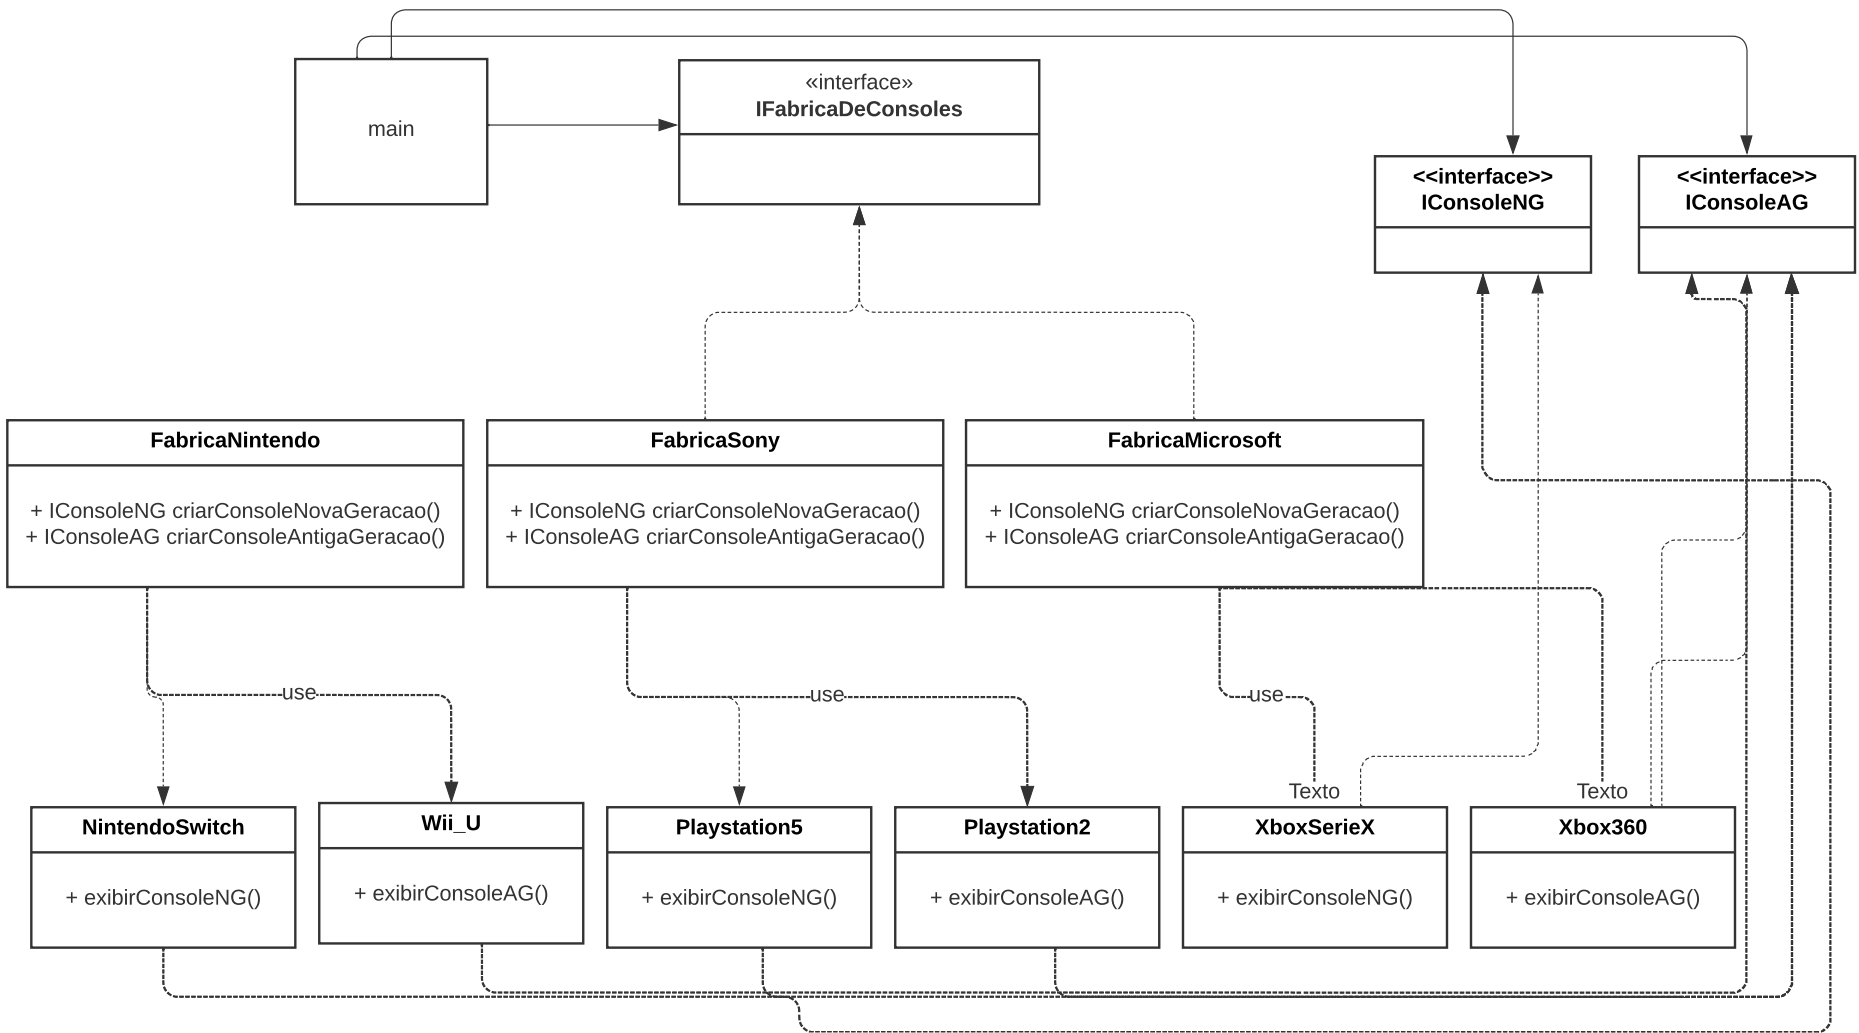 main
«interface»
IFabricaDeConsoles
<<interface>>
IConsoleNG
<<interface>>
IConsoleAG
FabricaNintendo
+ IConsoleNG criarConsoleNovaGeracao()
+ IConsoleAG criarConsoleAntigaGeracao()
FabricaSony
+ IConsoleNG criarConsoleNovaGeracao()
+ IConsoleAG criarConsoleAntigaGeracao()
FabricaMicrosoft
+ IConsoleNG criarConsoleNovaGeracao()
+ IConsoleAG criarConsoleAntigaGeracao()
use
use
use
Texto
Texto
NintendoSwitch
+ exibirConsoleNG()
Wii_U
+ exibirConsoleAG()
Playstation5
+ exibirConsoleNG()
Playstation2
+ exibirConsoleAG()
XboxSerieX
+ exibirConsoleNG()
Xbox360
+ exibirConsoleAG()